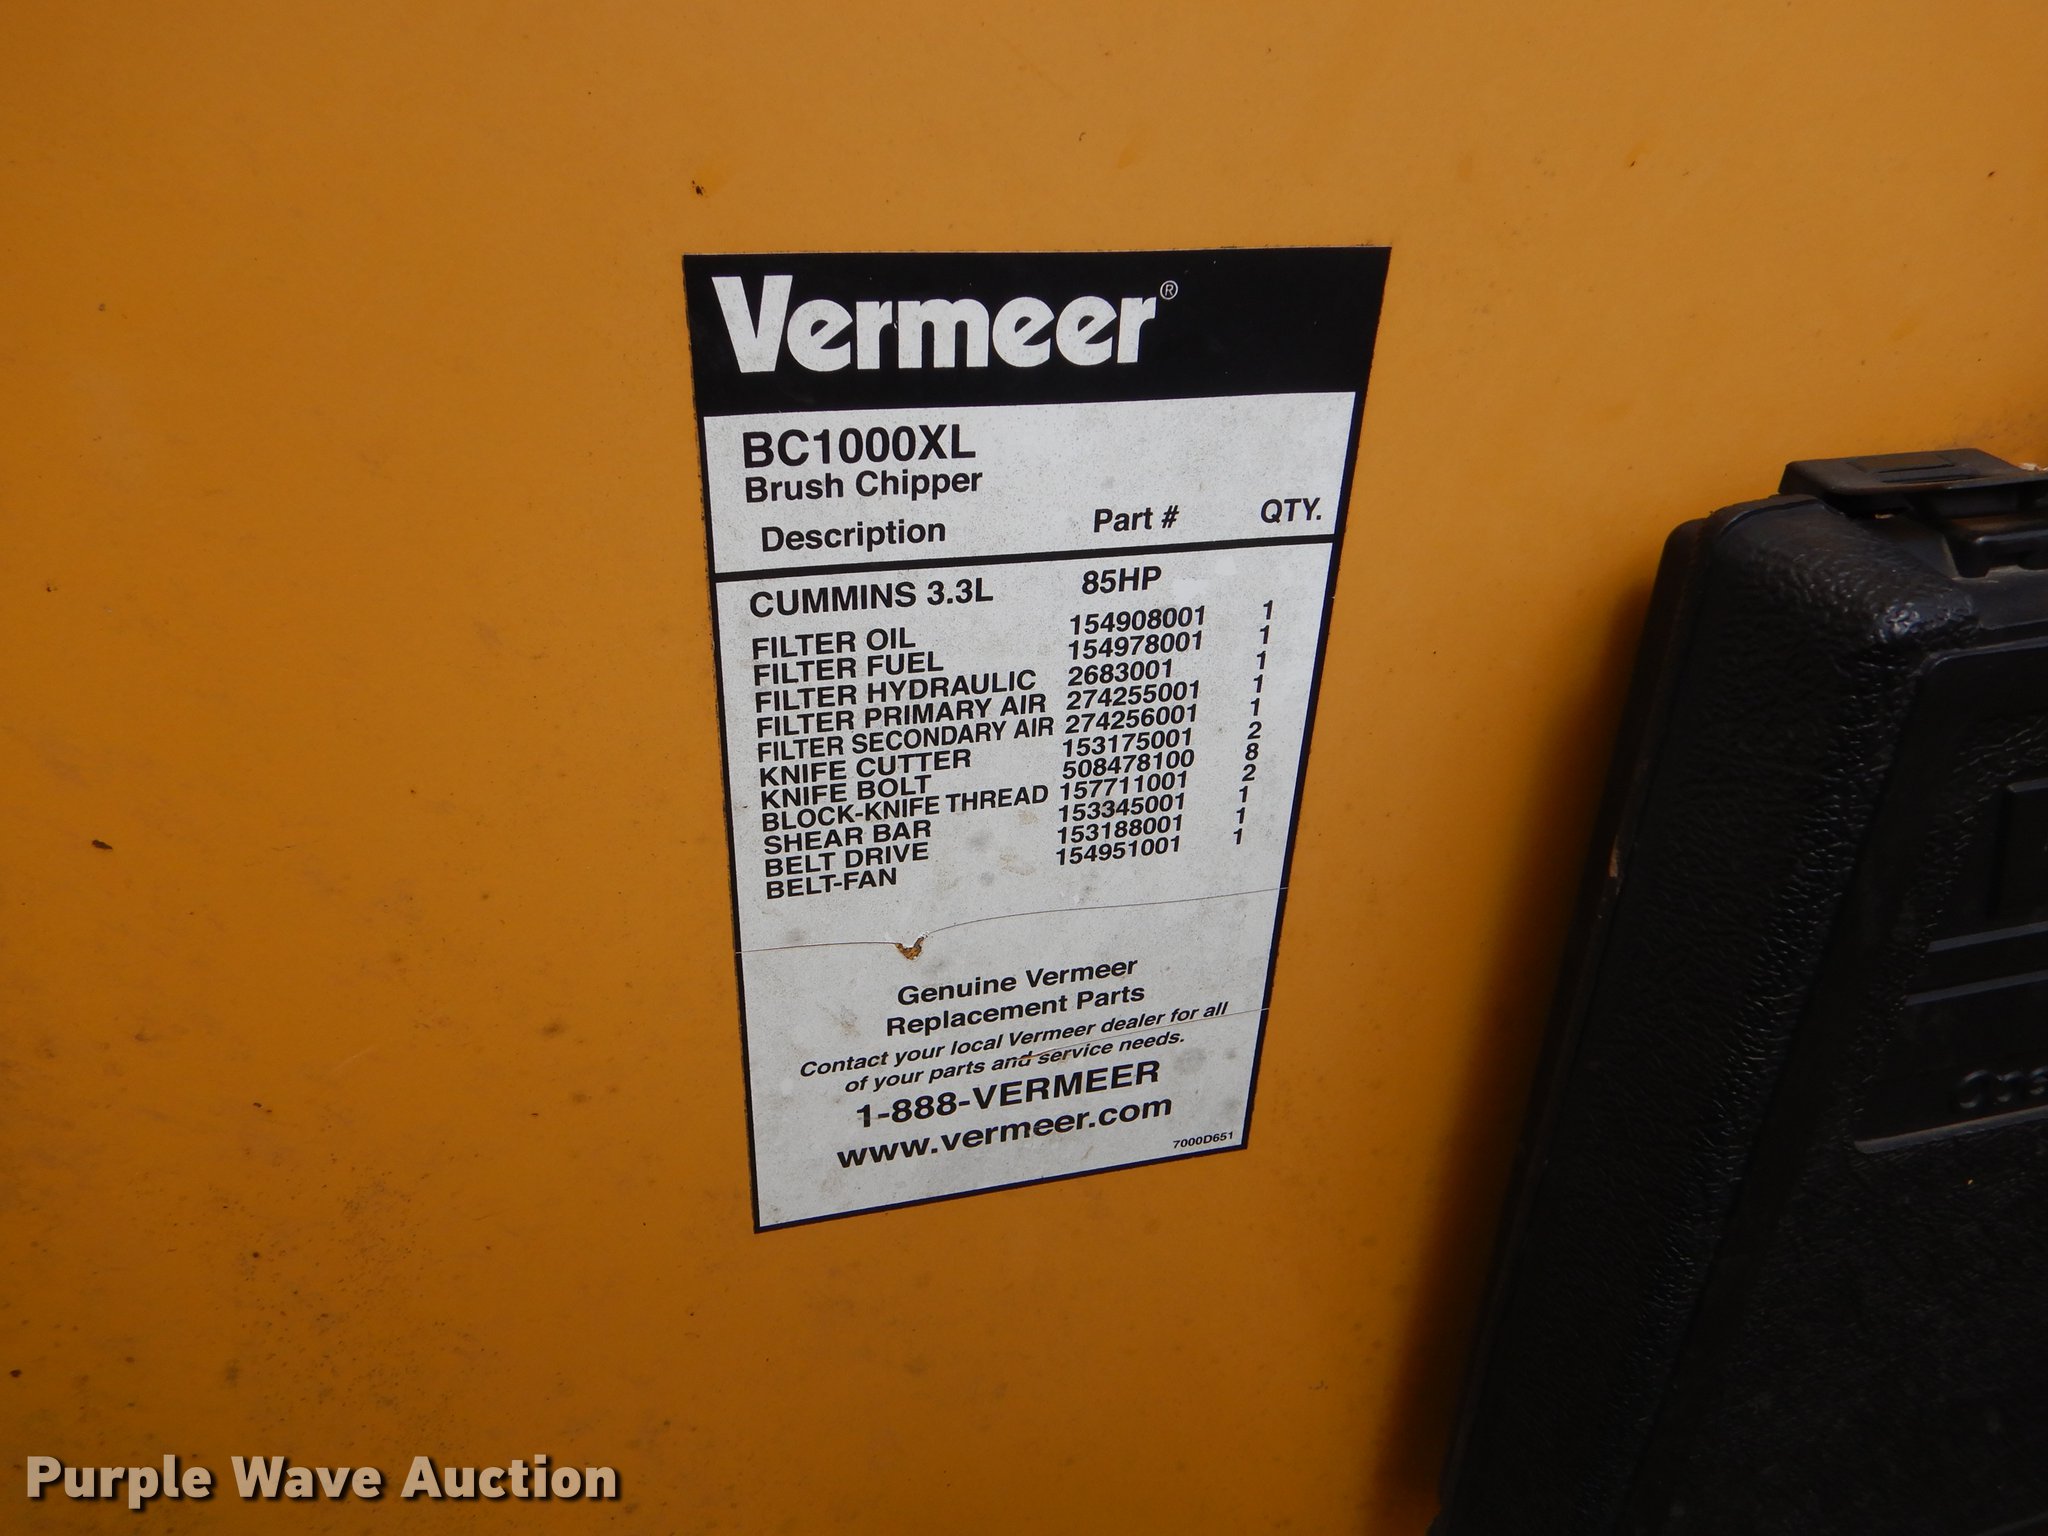 Vermeer®
BC1000XL
Brush Chipper
Description Part # QTY.
CUMMINS 3.3L 85HP
FILTER OIL 154908001 1
FILTER FUEL 154978001 1
FILTER HYDRAULIC 2683001 1
FILTER PRIMARY AIR 274255001 1
FILTER SECONDARY AIR 274256001 1
KNIFE CUTTER 153175001 2
KNIFE BOLT 508478100 8
BLOCK-KNIFE THREAD 157711001 2
SHEAR BAR 153345001 1
BELT DRIVE 153188001 1
BELT-FAN 154951001 1
Genuine Vermeer
Replacement Parts
Contact your local Vermeer dealer for all
of your parts and service needs.
1-888-VERMEER
www.vermeer.com
7000D651
Purple Wave Auction